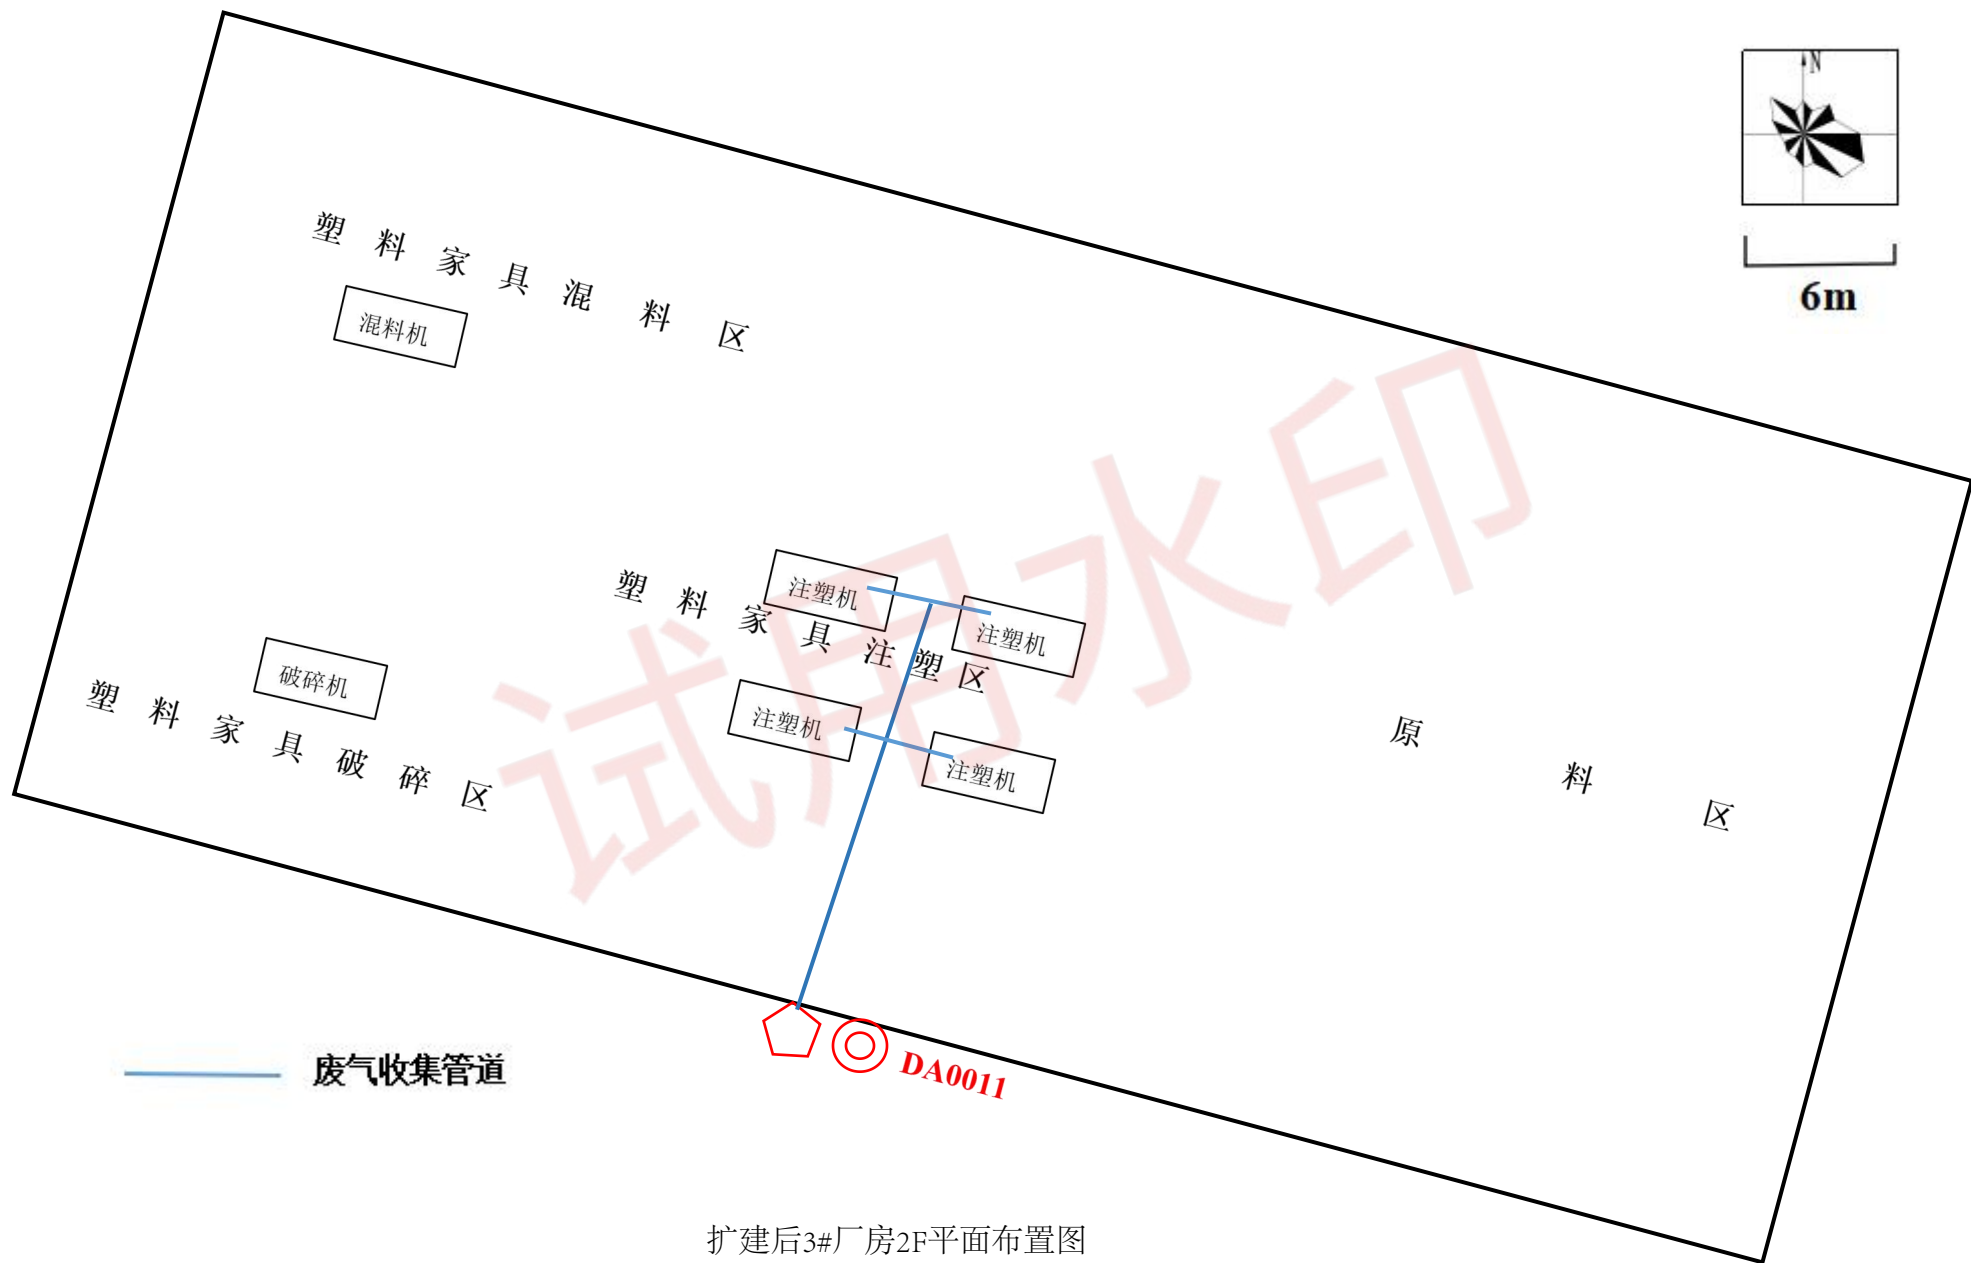 N
6m
塑料家具混料区
混料机
试用水印
注塑机
塑料家具注塑区
注塑机
破碎机
注塑机
塑料家具破碎区
注塑机
原料区
DA0011
废气收集管道
扩建后3#厂房2F平面布置图